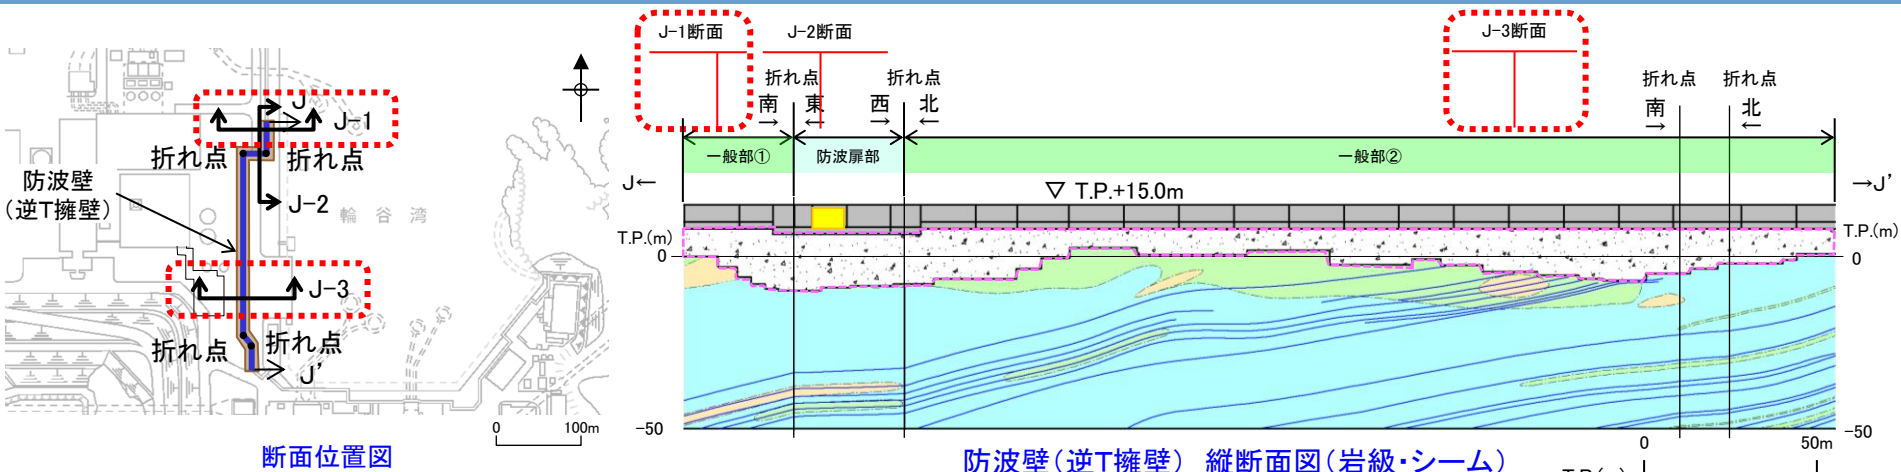 J
J-1
折れ点
折れ点
防波壁
(逆T擁壁)
J-2
輪谷湾
J-3
折れ点
折れ点
J'
0
100m
断面位置図
J-1断面
J-2断面
J-3断面
折れ点
折れ点
折れ点
折れ点
南
東
西
北
南
北
→
←
→
←
→
←
一般部①
防波扉部
一般部②
J←
→J'
▽ T.P.+15.0m
T.P.(m)
T.P.(m)
0
0
-50
-50
0
50m
防波壁(逆T擁壁) 縦断面図(岩級・シーム)